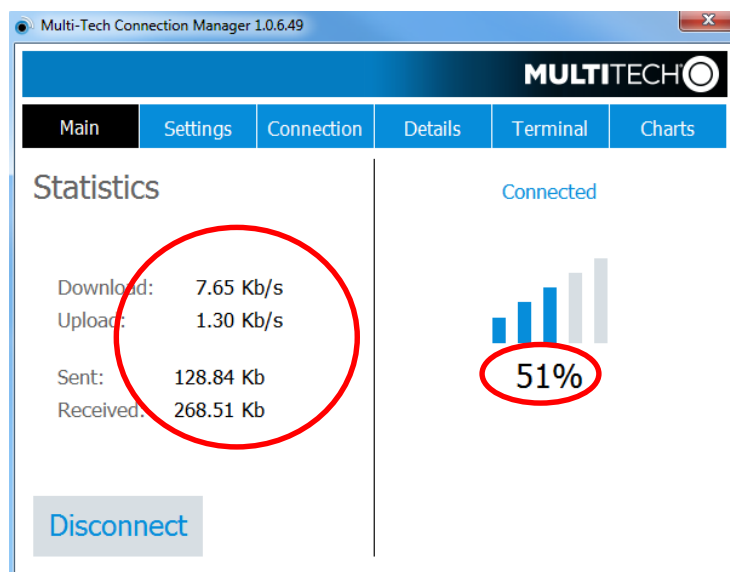 Multi-Tech Connection Manager 1.0.6.49
MULTITECH
Main Settings Connection Details Terminal Charts
Statistics
Connected
Download: 7.65 Kb/s
Upload: 1.30 Kb/s
51%
Sent: 128.84 Kb
Received: 268.51 Kb
Disconnect